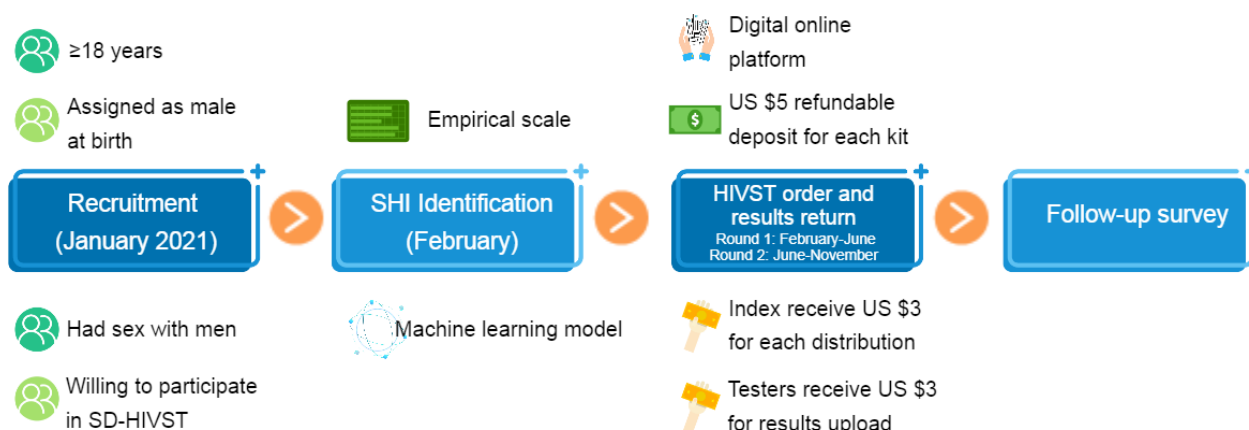 ≥18 years
Assigned as male
at birth
Recruitment
(January 2021)
Had sex with men
Willing to participate
in SD-HIVST
Empirical scale
SHI Identification
(February)
Machine learning model
Digital online
platform
US $5 refundable
deposit for each kit
HIVST order and
results return
Round 1: February-June
Round 2: June-November
Index receive US $3
for each distribution
Testers receive US $3
for results upload
Follow-up survey